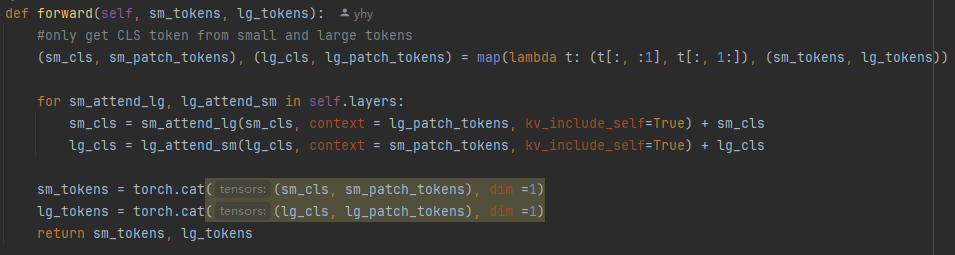 def forward(self, sm_tokens, lg_tokens): yhy
    #only get CLS token from small and large tokens
    (sm_cls, sm_patch_tokens), (lg_cls, lg_patch_tokens) = map(lambda t: (t[:, :1], t[:, 1:]), (sm_tokens, lg_tokens))
    for sm_attend_lg, lg_attend_sm in self.layers:
        sm_cls = sm_attend_lg(sm_cls, context = lg_patch_tokens, kv_include_self=True) + sm_cls
        lg_cls = lg_attend_sm(lg_cls, context = sm_patch_tokens, kv_include_self=True) + lg_cls
    sm_tokens = torch.cat( tensors: (sm_cls, sm_patch_tokens), dim =1)
    lg_tokens = torch.cat( tensors: (lg_cls, lg_patch_tokens), dim =1)
    return sm_tokens, lg_tokens